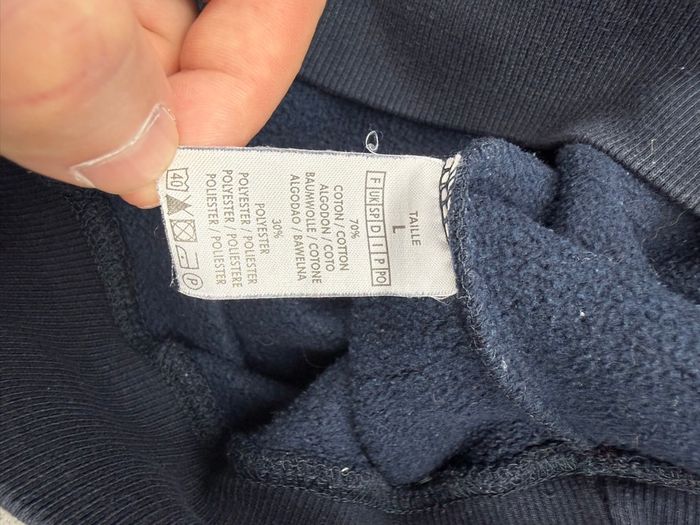 TAILLE
L
F UK SP D I P PO
70%
COTON / COTTON
ALGODON / COTO
BAUMWOLLE / COTONE
ALGODAO / BAWELNA
30%
POLYESTER
POLYESTER / POLIESTER
POLYESTER / POLIESTERE
POLIESTER / POLIESTER
40
P